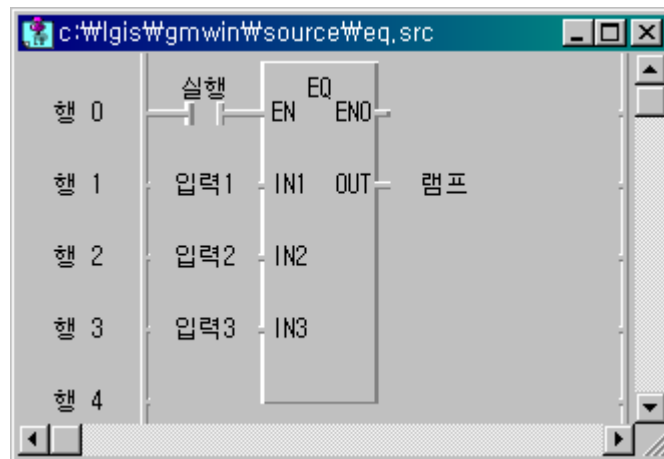 c:₩lgis₩gmwin₩source₩eq.src
실행 EQ
행 0 EN ENO
행 1 입력1 IN1 OUT 램프
행 2 입력2 IN2
행 3 입력3 IN3
행 4